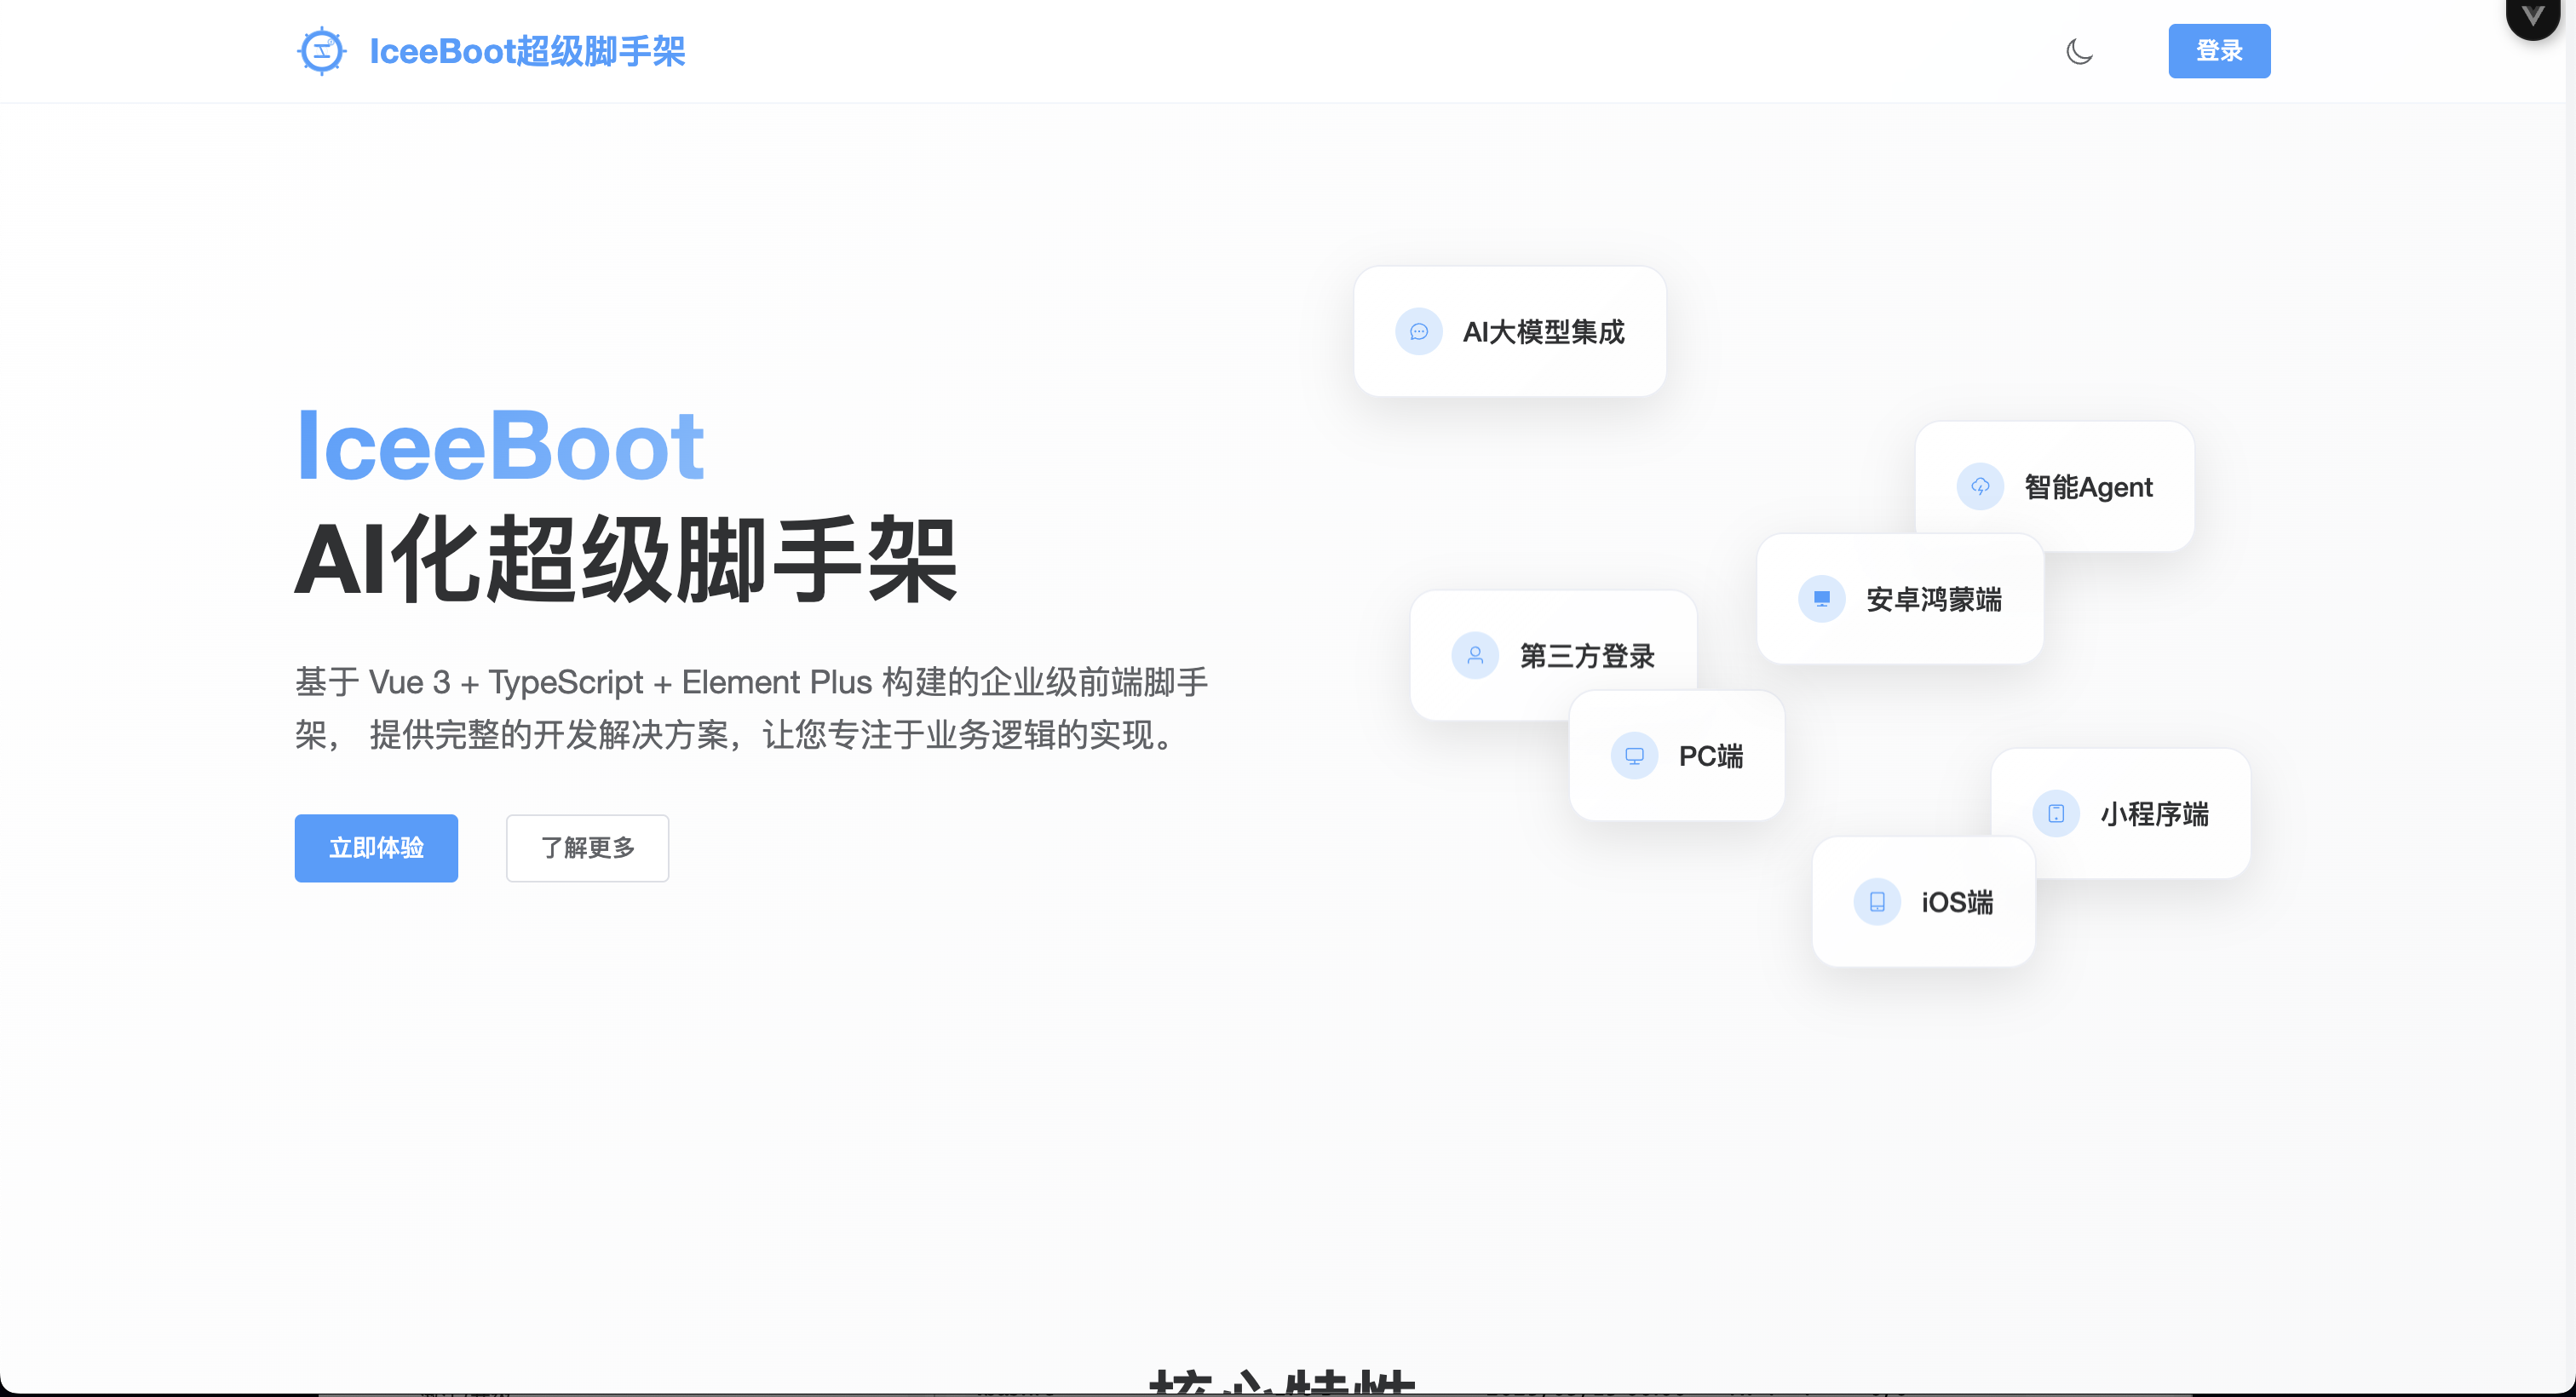 IceeBoot超级脚手架
登录
IceeBoot
AI化超级脚手架
基于 Vue 3 + TypeScript + Element Plus 构建的企业级前端脚手
架， 提供完整的开发解决方案，让您专注于业务逻辑的实现。
立即体验
了解更多
AI大模型集成
智能Agent
安卓鸿蒙端
第三方登录
PC端
小程序端
iOS端
核心特性